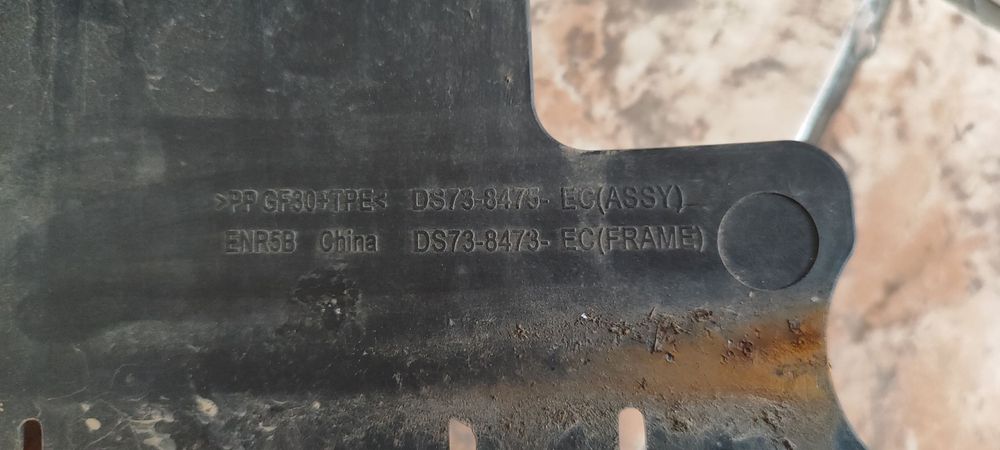 >PP GF30+TPE< DS73-8475- EC(ASSY)
ENR5B China DS73-8473- EC(FRAME)